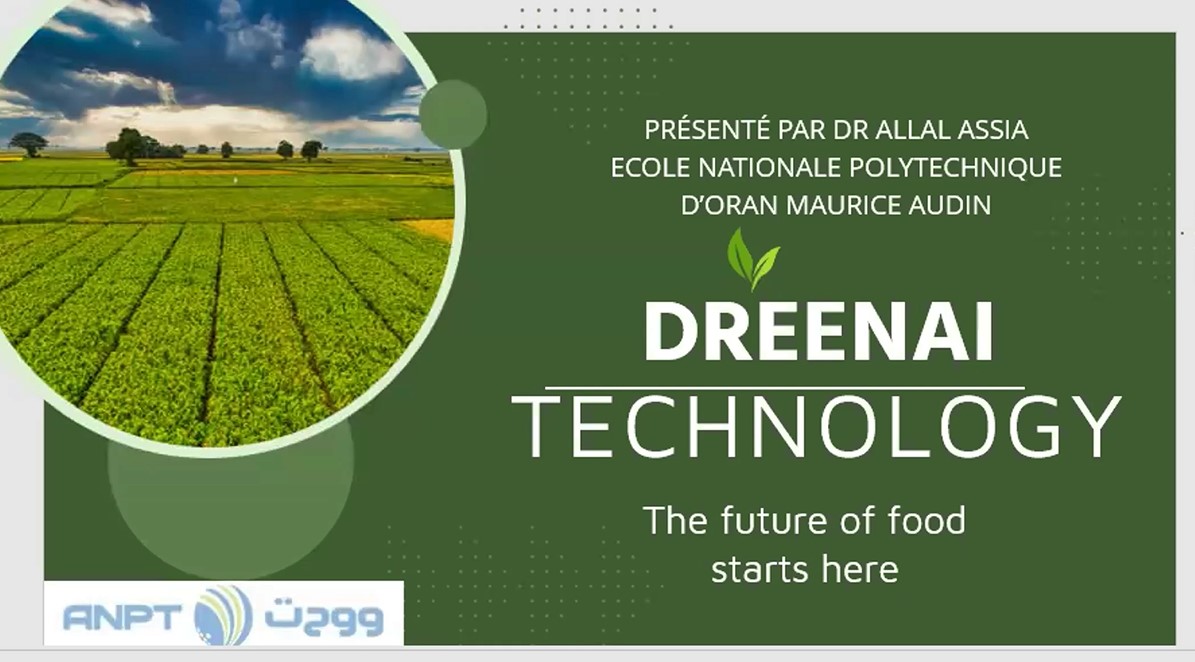 PRÉSENTÉ PAR DR ALLAL ASSIA
ECOLE NATIONALE POLYTECHNIQUE
D’ORAN MAURICE AUDIN
DREENAI
TECHNOLOGY
The future of food
starts here
ANPT